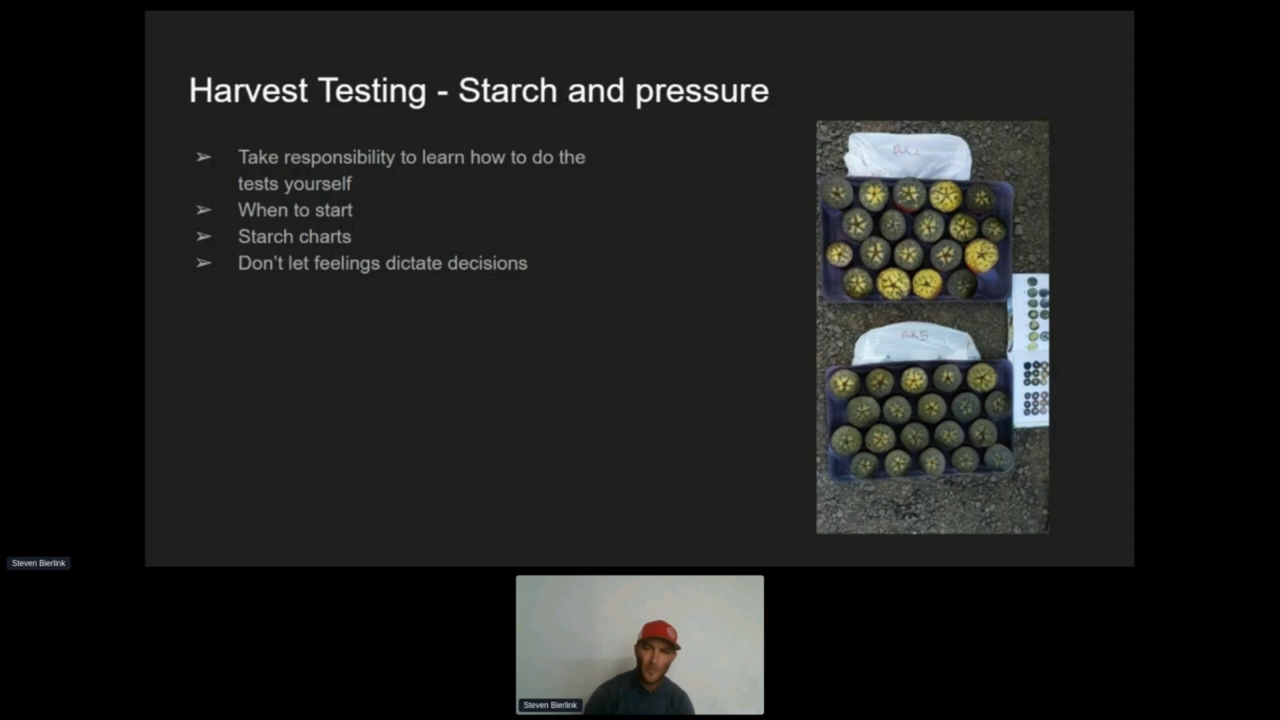 Harvest Testing - Starch and pressure
➢ Take responsibility to learn how to do the
tests yourself
➢ When to start
➢ Starch charts
➢ Don't let feelings dictate decisions
Steven Bierlink
Steven Bierlink